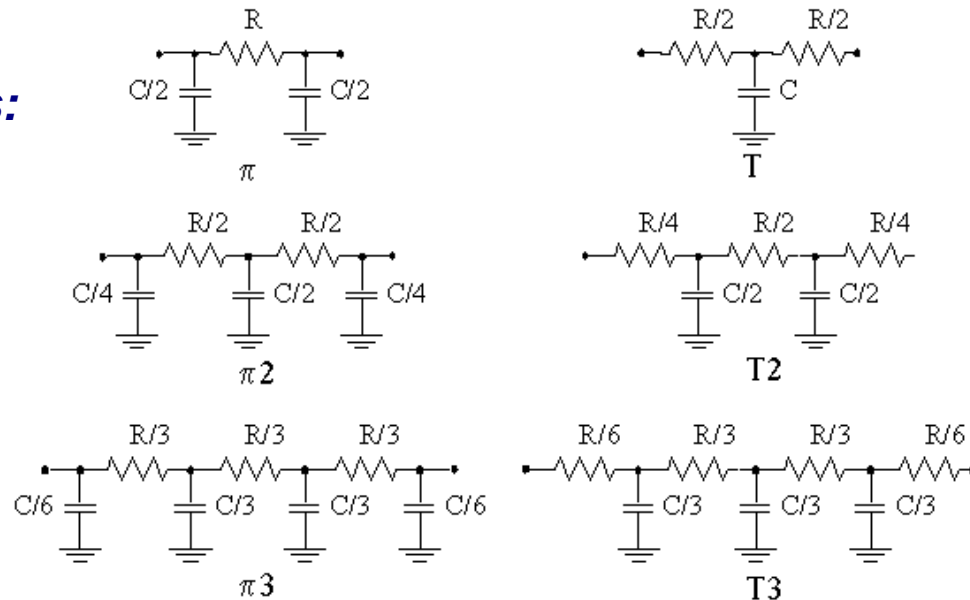 R
R/2 R/2
s:
C/2 C/2
C
π
T
R/2 R/2
R/4 R/2 R/4
C/4 C/2 C/4
C/2 C/2
π2
T2
R/3 R/3 R/3
R/6 R/3 R/3 R/6
C/6 C/3 C/3 C/6
C/3 C/3 C/3
π3
T3